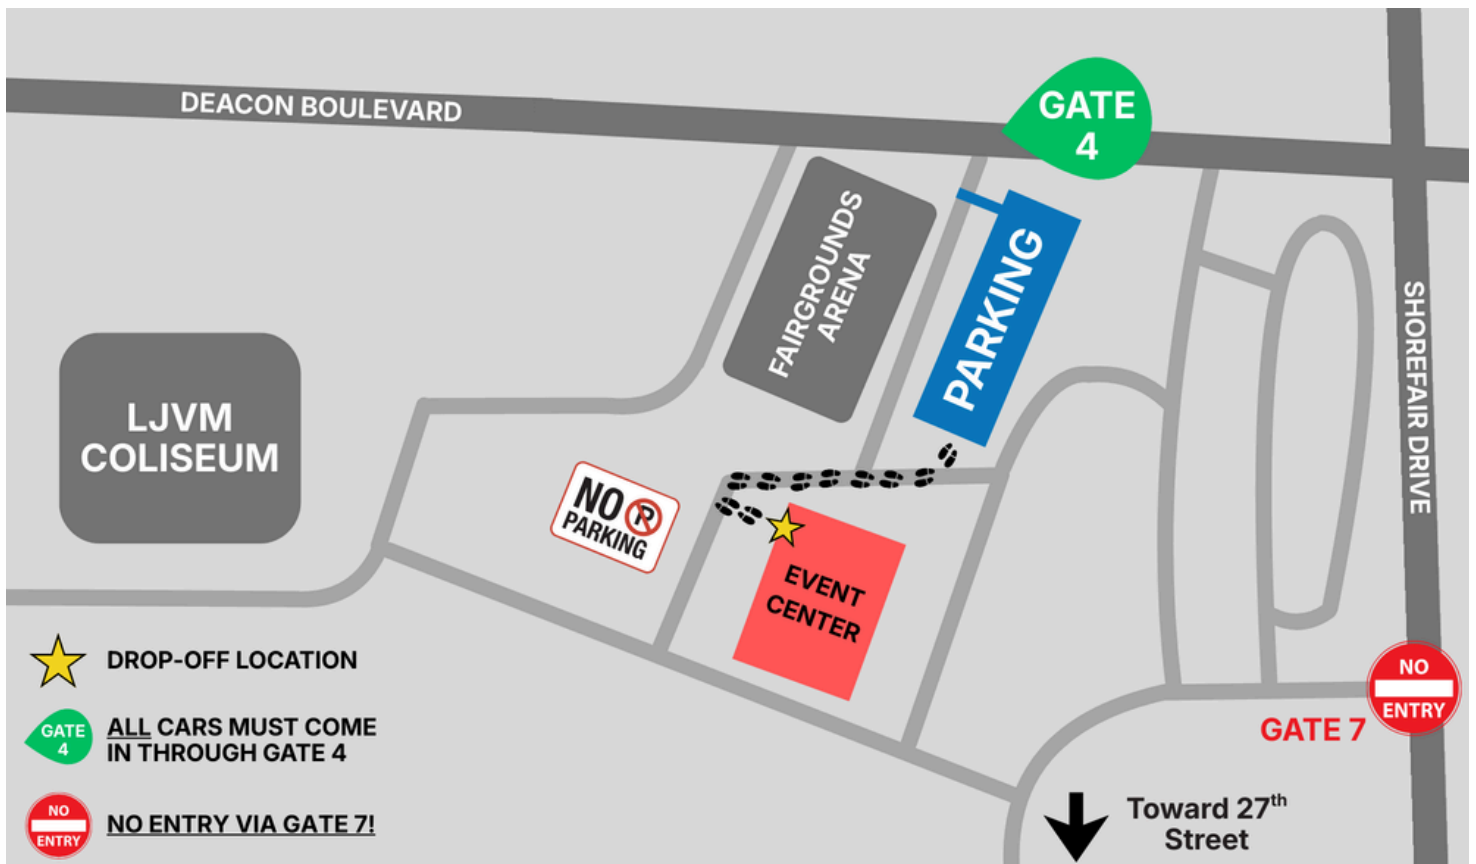 DEACON BOULEVARD
GATE
4
FAIRGROUNDS
ARENA
PARKING
SHOREFAIR DRIVE
LJVM
COLISEUM
NO P
PARKING
EVENT
CENTER
DROP-OFF LOCATION
GATE
4
ALL CARS MUST COME
IN THROUGH GATE 4
NO
ENTRY
NO ENTRY VIA GATE 7!
NO
ENTRY
GATE 7
Toward 27th
Street